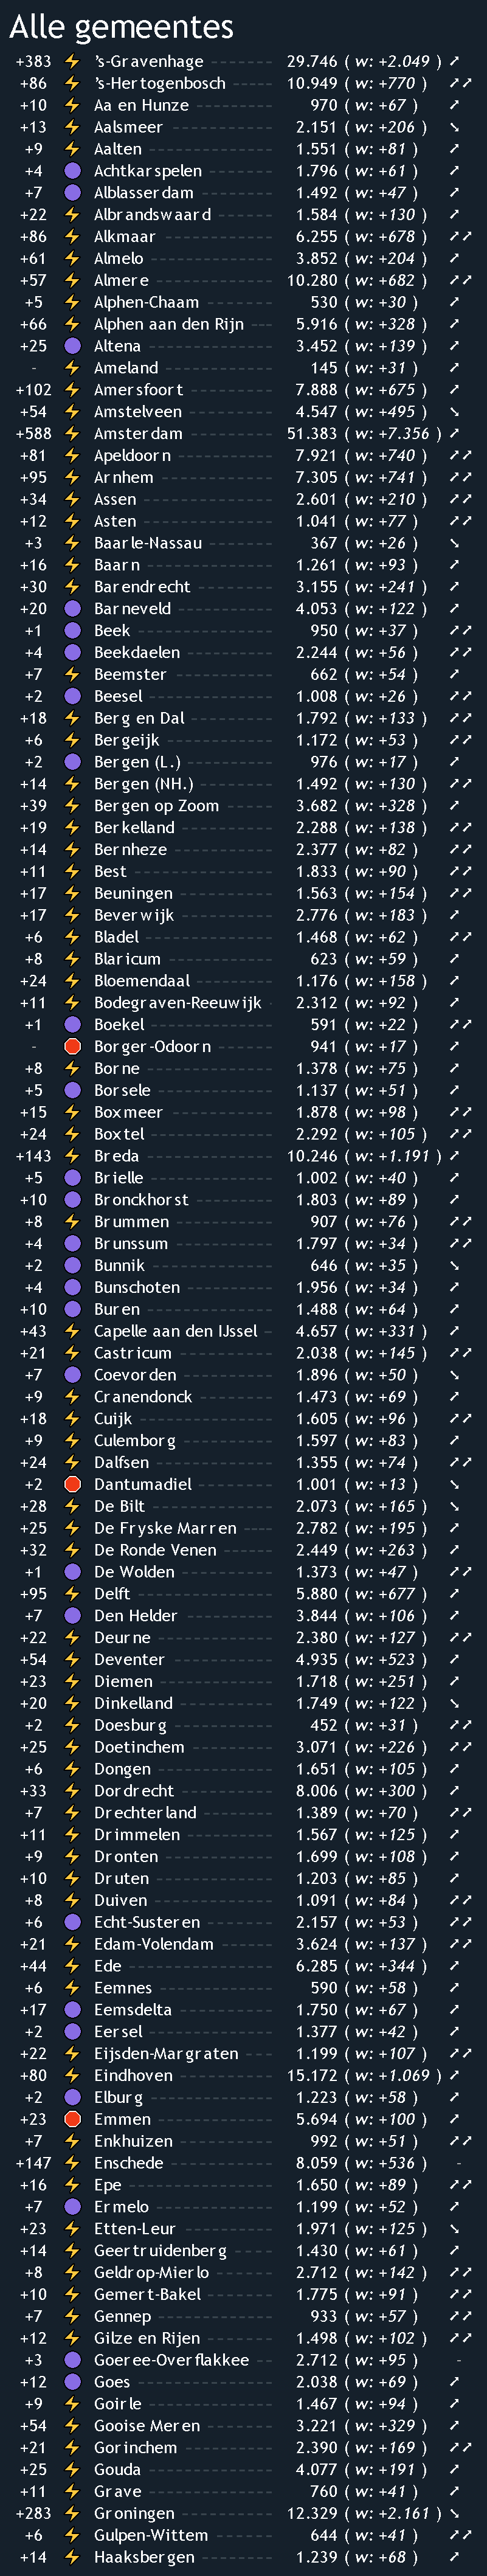 Alle gemeentes
+383 's-Gravenhage 29.746 ( w: +2.049 )
+86 's-Hertogenbosch 10.949 ( w: +770 )
+10 Aa en Hunze 970 ( w: +67 )
+13 Aalsmeer 2.151 ( w: +206 )
+9 Aalten 1.551 ( w: +81 )
+4 Achtkarspelen 1.796 ( w: +61 )
+7 Alblasserdam 1.492 ( w: +47 )
+22 Albrandswaard 1.584 ( w: +130 )
+86 Alkmaar 6.255 ( w: +678 )
+61 Almelo 3.852 ( w: +204 )
+57 Almere 10.280 ( w: +682 )
+5 Alphen-Chaam 530 ( w: +30 )
+66 Alphen aan den Rijn 5.916 ( w: +328 )
+25 Altena 3.452 ( w: +139 )
- Ameland 145 ( w: +31 )
+102 Amersfoort 7.888 ( w: +675 )
+54 Amstelveen 4.547 ( w: +495 )
+588 Amsterdam 51.383 ( w: +7.356 )
+81 Apeldoorn 7.921 ( w: +740 )
+95 Arnhem 7.305 ( w: +741 )
+34 Assen 2.601 ( w: +210 )
+12 Asten 1.041 ( w: +77 )
+3 Baarle-Nassau 367 ( w: +26 )
+16 Baarn 1.261 ( w: +93 )
+30 Barendrecht 3.155 ( w: +241 )
+20 Barneveld 4.053 ( w: +122 )
+1 Beek 950 ( w: +37 )
+4 Beekdaelen 2.244 ( w: +56 )
+7 Beemster 662 ( w: +54 )
+2 Beesel 1.008 ( w: +26 )
+18 Berg en Dal 1.792 ( w: +133 )
+6 Bergeijk 1.172 ( w: +53 )
+2 Bergen (L.) 976 ( w: +17 )
+14 Bergen (NH.) 1.492 ( w: +130 )
+39 Bergen op Zoom 3.682 ( w: +328 )
+19 Berkelland 2.288 ( w: +138 )
+14 Bernheze 2.377 ( w: +82 )
+11 Best 1.833 ( w: +90 )
+17 Beuningen 1.563 ( w: +154 )
+17 Beverwijk 2.776 ( w: +183 )
+6 Bladel 1.468 ( w: +62 )
+8 Blaricum 623 ( w: +59 )
+24 Bloemendaal 1.176 ( w: +158 )
+11 Bodegraven-Reeuwijk 2.312 ( w: +92 )
+1 Boekel 591 ( w: +22 )
- Borger-Odoorn 941 ( w: +17 )
+8 Borne 1.378 ( w: +75 )
+5 Borsele 1.137 ( w: +51 )
+15 Boxmeer 1.878 ( w: +98 )
+24 Boxtel 2.292 ( w: +105 )
+143 Breda 10.246 ( w: +1.191 )
+5 Brielle 1.002 ( w: +40 )
+10 Bronckhorst 1.803 ( w: +89 )
+8 Brummen 907 ( w: +76 )
+4 Brunssum 1.797 ( w: +34 )
+2 Bunnik 646 ( w: +35 )
+4 Bunschoten 1.956 ( w: +34 )
+10 Buren 1.488 ( w: +64 )
+43 Capelle aan den IJssel 4.657 ( w: +331 )
+21 Castricum 2.038 ( w: +145 )
+7 Coevorden 1.896 ( w: +50 )
+9 Cranendonck 1.473 ( w: +69 )
+18 Cuijk 1.605 ( w: +96 )
+9 Culemborg 1.597 ( w: +83 )
+24 Dalfsen 1.355 ( w: +74 )
+2 Dantumadiel 1.001 ( w: +13 )
+28 De Bilt 2.073 ( w: +165 )
+25 De Fryske Marren 2.782 ( w: +195 )
+32 De Ronde Venen 2.449 ( w: +263 )
+1 De Wolden 1.373 ( w: +47 )
+95 Delft 5.880 ( w: +677 )
+7 Den Helder 3.844 ( w: +106 )
+22 Deurne 2.380 ( w: +127 )
+54 Deventer 4.935 ( w: +523 )
+23 Diemen 1.718 ( w: +251 )
+20 Dinkelland 1.749 ( w: +122 )
+2 Doesburg 452 ( w: +31 )
+25 Doetinchem 3.071 ( w: +226 )
+6 Dongen 1.651 ( w: +105 )
+33 Dordrecht 8.006 ( w: +300 )
+7 Drechterland 1.389 ( w: +70 )
+11 Drimmelen 1.567 ( w: +125 )
+9 Dronten 1.699 ( w: +108 )
+10 Druten 1.203 ( w: +85 )
+8 Duiven 1.091 ( w: +84 )
+6 Echt-Susteren 2.157 ( w: +53 )
+21 Edam-Volendam 3.624 ( w: +137 )
+44 Ede 6.285 ( w: +344 )
+6 Eemnes 590 ( w: +58 )
+17 Eemsdelta 1.750 ( w: +67 )
+2 Eersel 1.377 ( w: +42 )
+22 Eijsden-Margraten 1.199 ( w: +107 )
+80 Eindhoven 15.172 ( w: +1.069 )
+2 Elburg 1.223 ( w: +58 )
+23 Emmen 5.694 ( w: +100 )
+7 Enkhuizen 992 ( w: +51 )
+147 Enschede 8.059 ( w: +536 ) -
+16 Epe 1.650 ( w: +89 )
+7 Ermelo 1.199 ( w: +52 )
+23 Etten-Leur 1.971 ( w: +125 )
+14 Geertruidenberg 1.430 ( w: +61 )
+8 Geldrop-Mierlo 2.712 ( w: +142 )
+10 Gemert-Bakel 1.775 ( w: +91 )
+7 Gennep 933 ( w: +57 )
+12 Gilze en Rijen 1.498 ( w: +102 )
+3 Goeree-Overflakkee 2.712 ( w: +95 ) -
+12 Goes 2.038 ( w: +69 )
+9 Goirle 1.467 ( w: +94 )
+54 Gooise Meren 3.221 ( w: +329 )
+21 Gorinchem 2.390 ( w: +169 )
+25 Gouda 4.077 ( w: +191 )
+11 Grave 760 ( w: +41 )
+283 Groningen 12.329 ( w: +2.161 )
+6 Gulpen-Wittem 644 ( w: +41 )
+14 Haaksbergen 1.239 ( w: +68 )